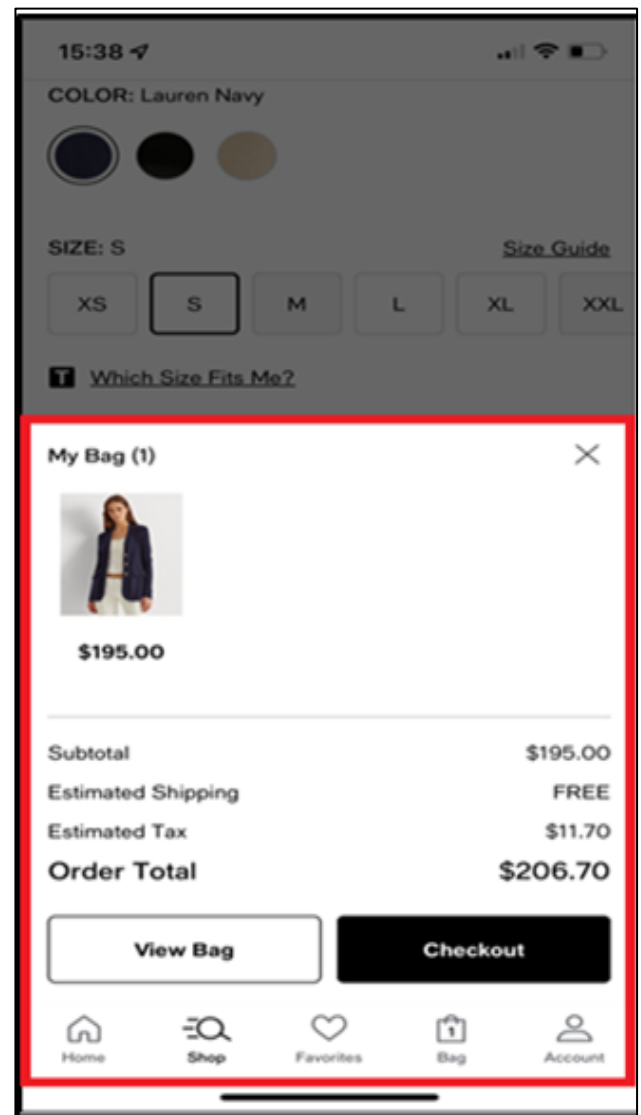 15:38
COLOR: Lauren Navy
SIZE: S Size Guide
XS S M L XL XXL
T Which Size Fits Me?
My Bag (1)
$195.00
Subtotal $195.00
Estimated Shipping FREE
Estimated Tax $11.70
Order Total $206.70
View Bag Checkout
1
Home Shop Favorites Bag Account